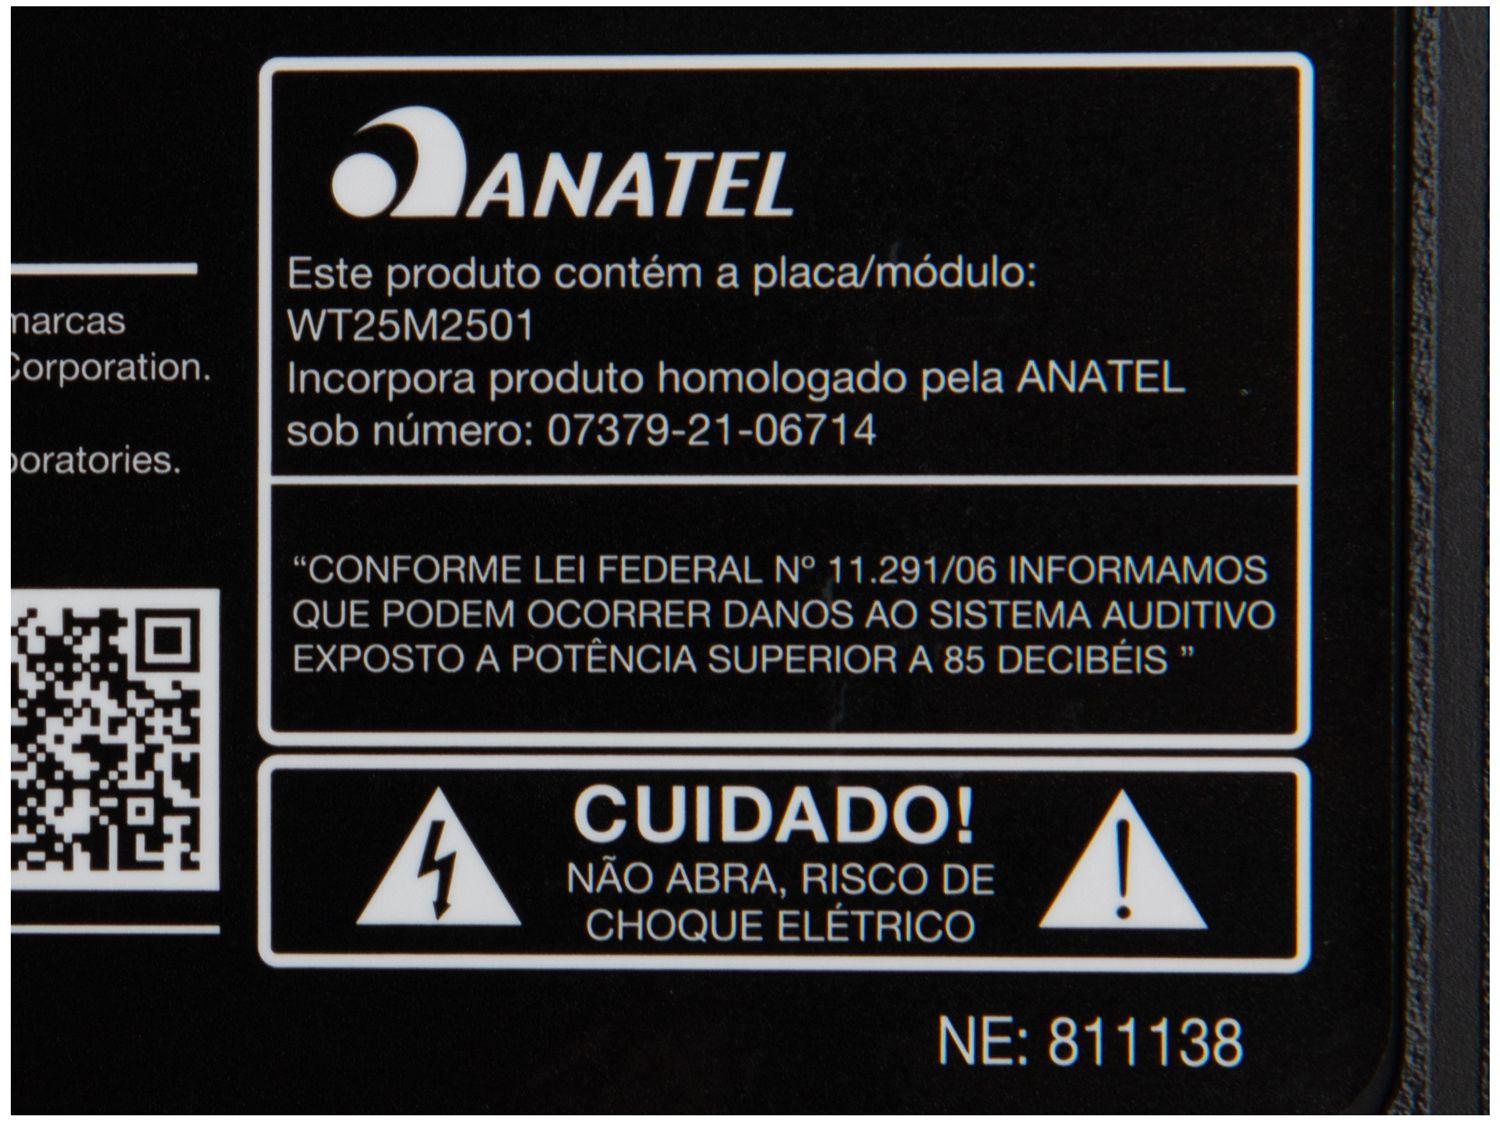 marcas
Corporation.
boratories.
ANATEL
Este produto contém a placa/módulo:
WT25M2501
Incorpora produto homologado pela ANATEL
sob número: 07379-21-06714
“CONFORME LEI FEDERAL Nº 11.291/06 INFORMAMOS
QUE PODEM OCORRER DANOS AO SISTEMA AUDITIVO
EXPOSTO A POTÊNCIA SUPERIOR A 85 DECIBÉIS ”
CUIDADO!
NÃO ABRA, RISCO DE
CHOQUE ELÉTRICO
NE: 811138